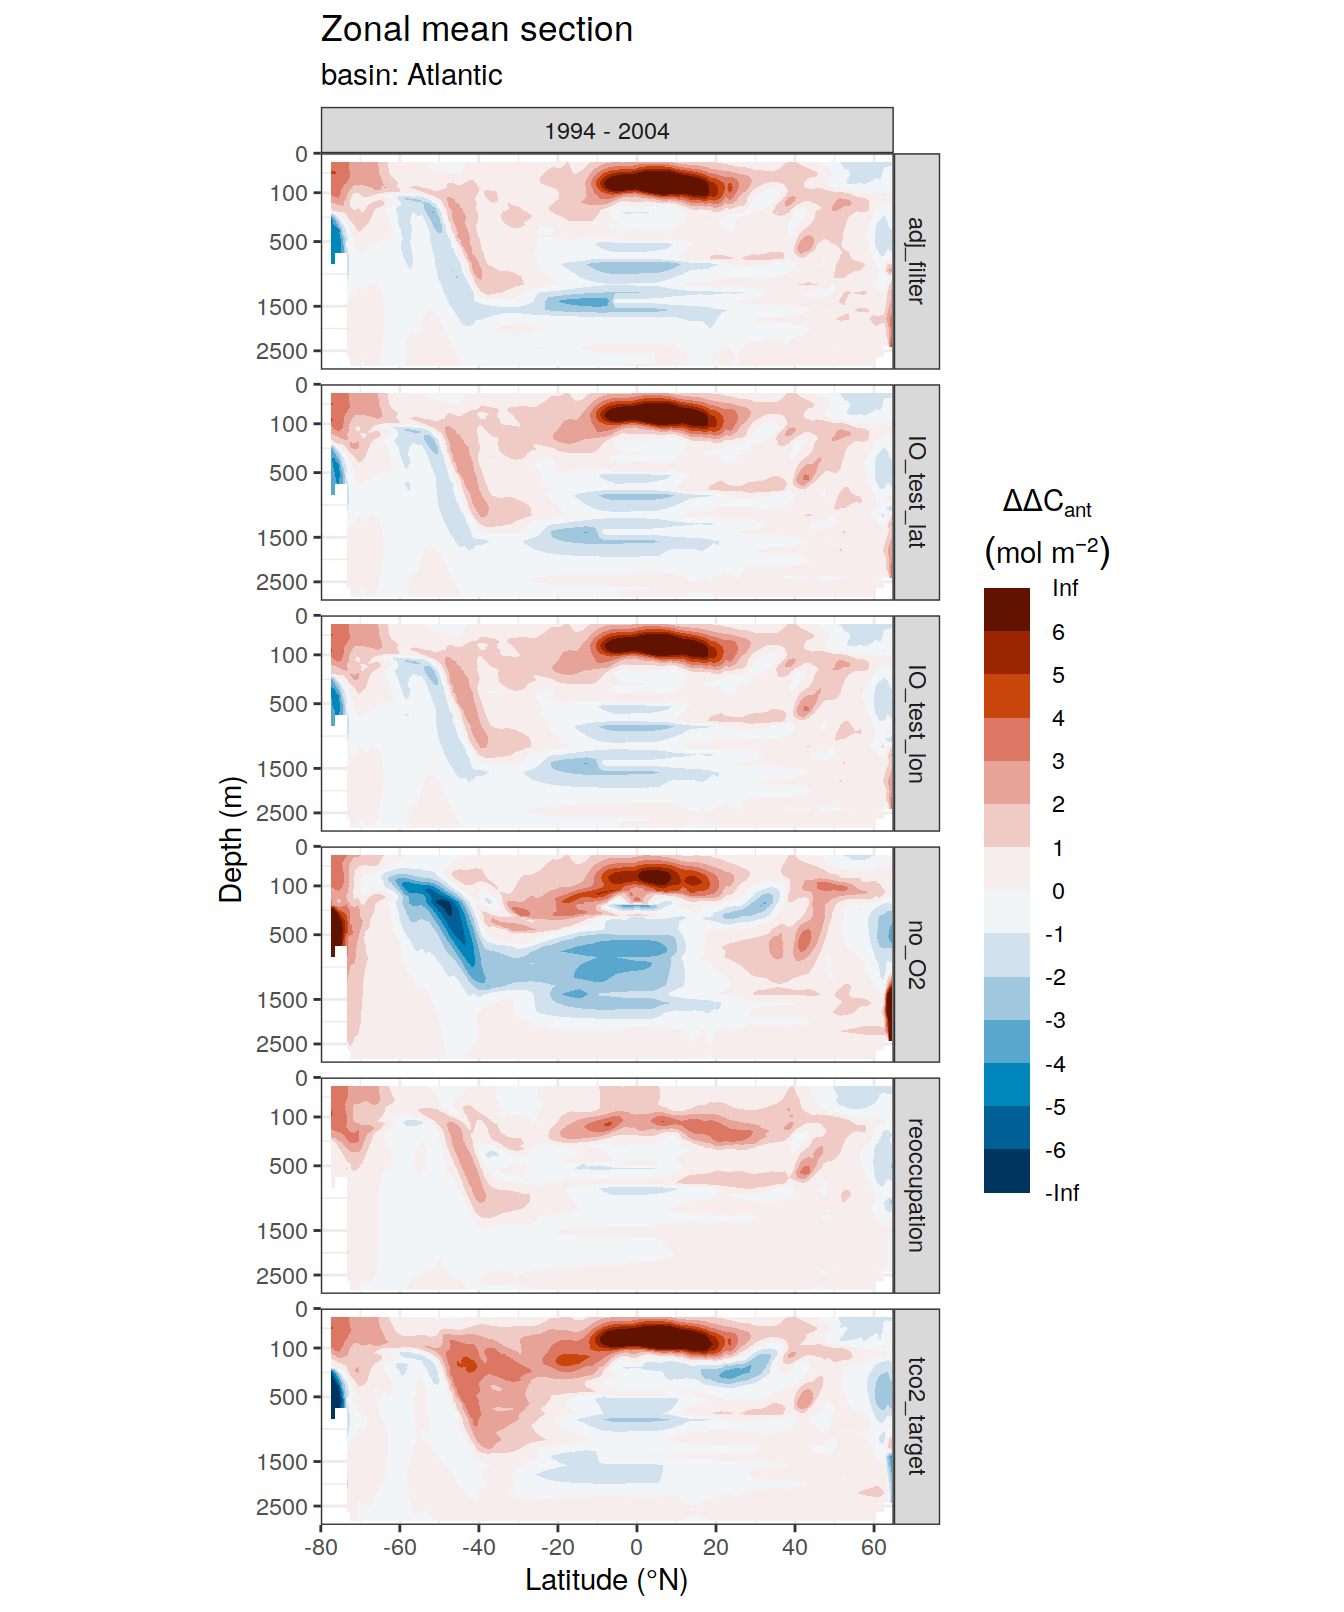 Zonal mean section
basin: Atlantic
1994 - 2004
0
100
500
1500
2500
adj_filter
0
100
500
1500
2500
IO_test_lat
0
100
500
1500
2500
IO_test_lon
0
100
500
1500
2500
no_O2
0
100
500
1500
2500
reoccupation
0
100
500
1500
2500
tco2_target
-80 -60 -40 -20 0 20 40 60
Latitude (°N)
Depth (m)
ΔΔCant
(mol m−2)
Inf
6
5
4
3
2
1
0
-1
-2
-3
-4
-5
-6
-Inf